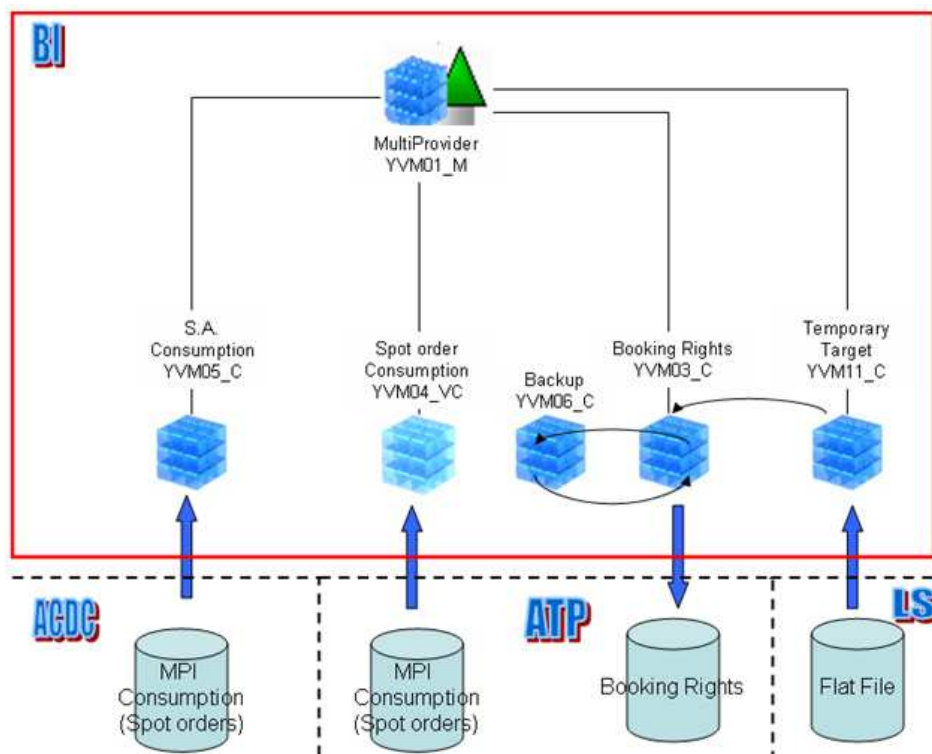 BI
MultiProvider
YVM01_M
S.A.
Consumption
YVM05_C
Spot order
Consumption
YVM04_VC
Backup
YVM06_C
Booking Rights
YVM03_C
Temporary
Target
YVM11_C
ACDC
ATP
LS
MPI
Consumption
(Spot orders)
MPI
Consumption
(Spot orders)
Booking Rights
Flat File